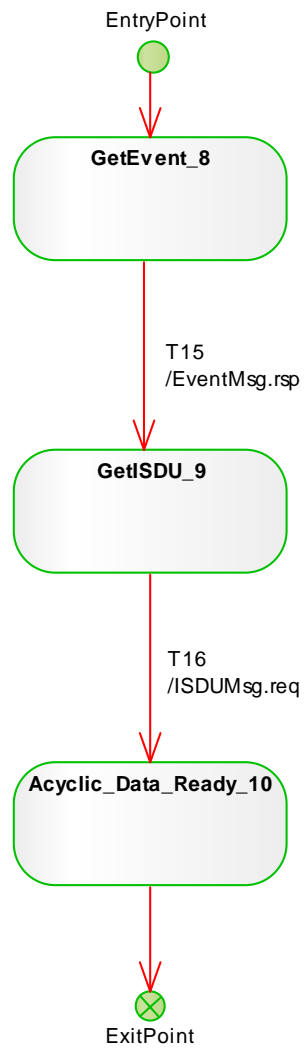 EntryPoint
GetEvent_8
T15
/EventMsg.rsp
GetISDU_9
T16
/ISDUMsg.req
Acyclic_Data_Ready_10
ExitPoint